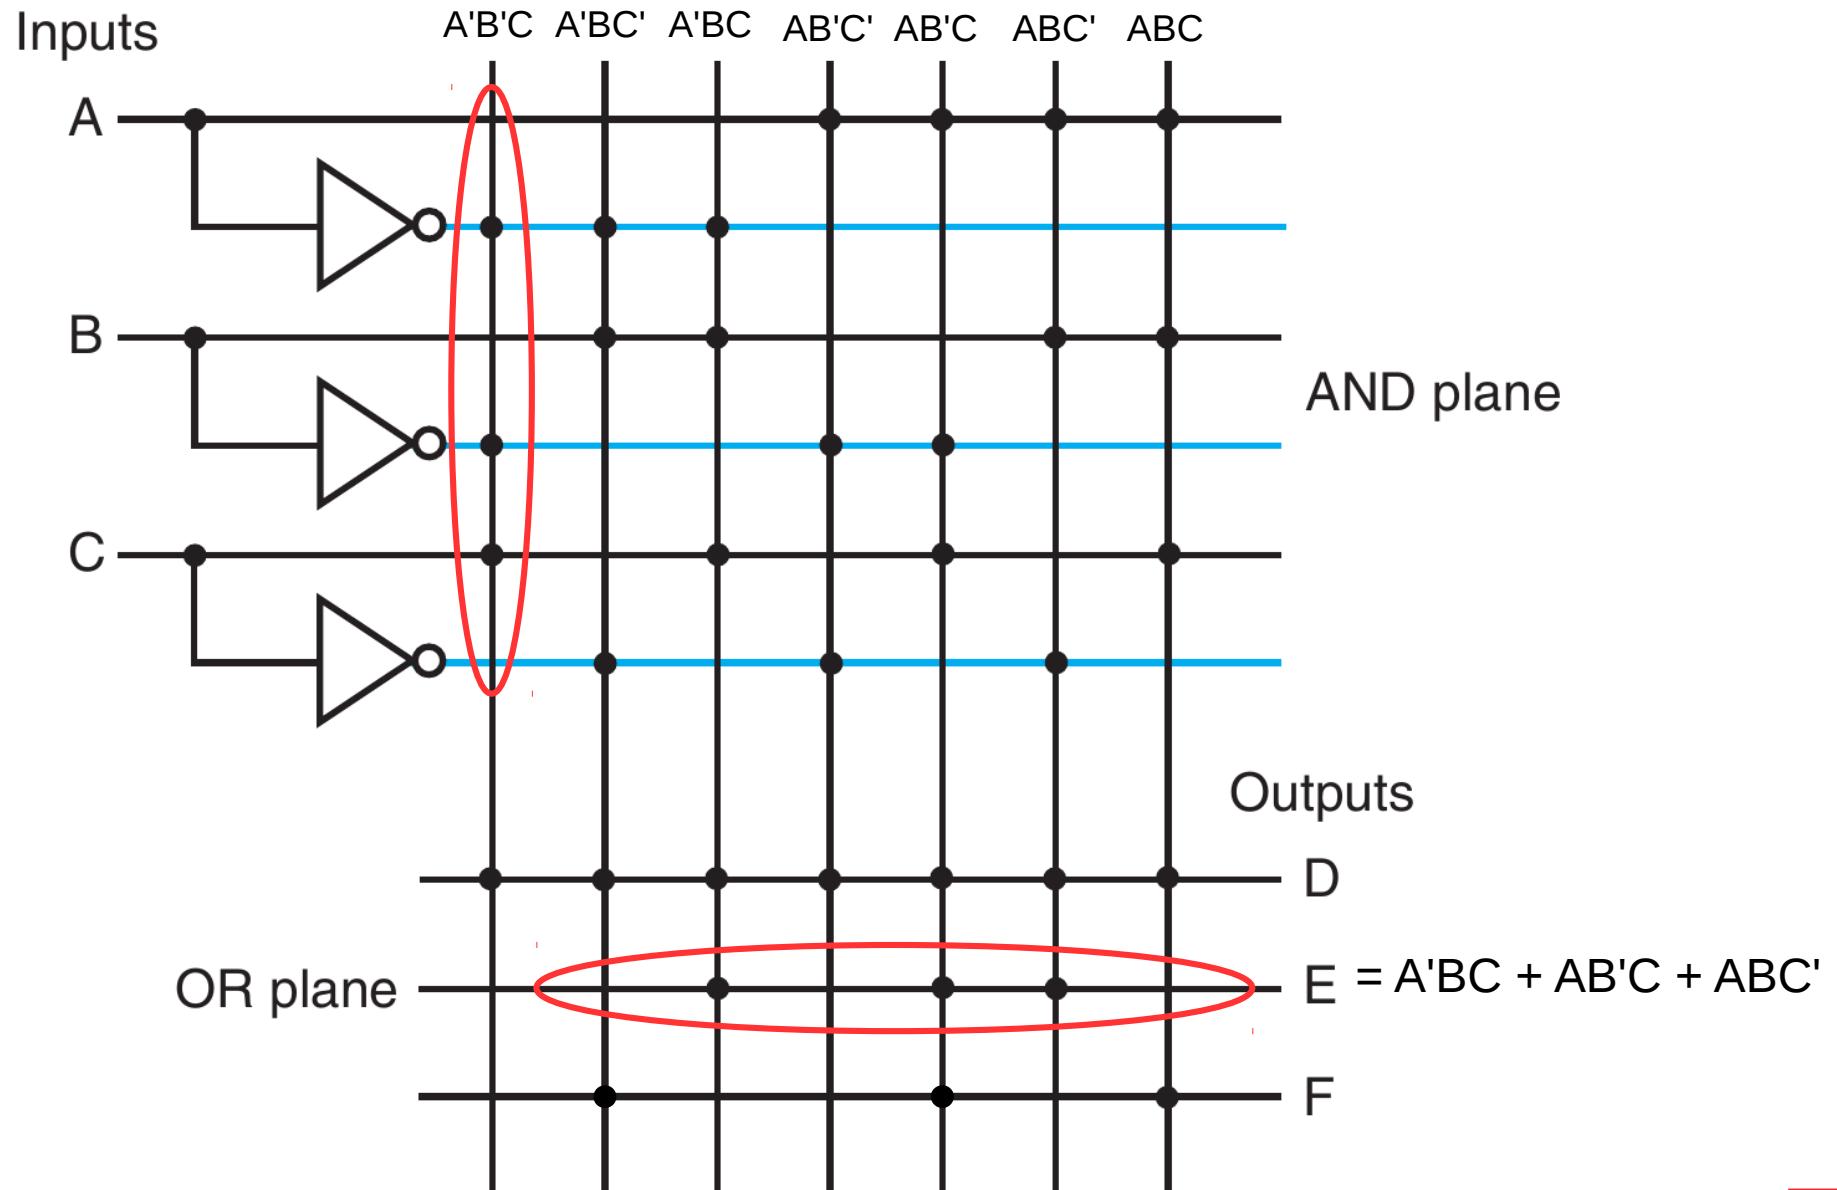 Inputs
A'B'C A'BC' A'BC AB'C' AB'C ABC' ABC
A
B
AND plane
C
Outputs
D
OR plane
E = A'BC + AB'C + ABC'
F